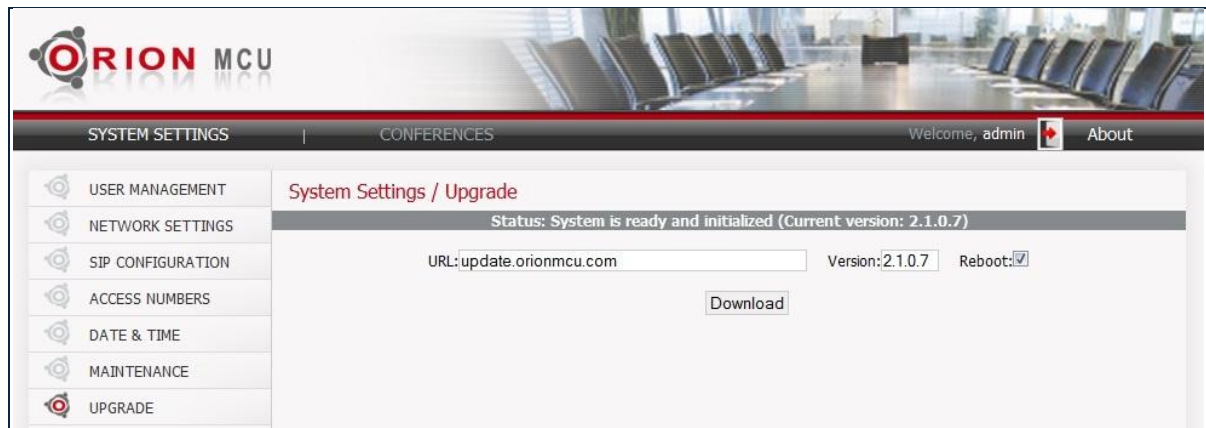 ORION MCU
SYSTEM SETTINGS | CONFERENCES Welcome, admin About
USER MANAGEMENT
NETWORK SETTINGS
SIP CONFIGURATION
ACCESS NUMBERS
DATE & TIME
MAINTENANCE
UPGRADE
System Settings / Upgrade
Status: System is ready and initialized (Current version: 2.1.0.7)
URL: update.orionmcu.com Version: 2.1.0.7 Reboot:
Download